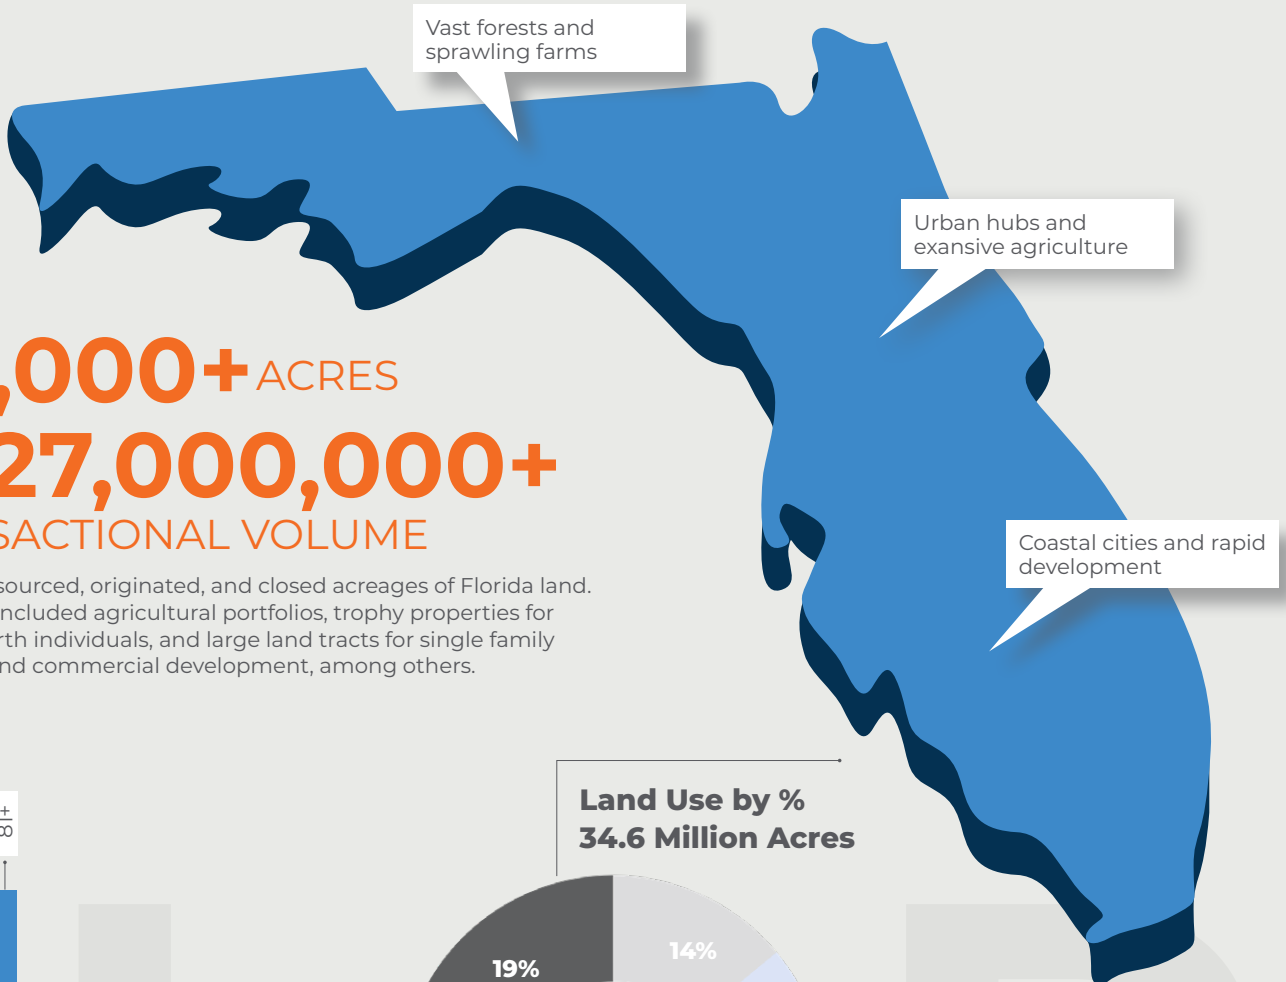 Vast forests and
sprawling farms
Urban hubs and
exansive agriculture
,000+ ACRES
27,000,000+
SACTIONAL VOLUME
Coastal cities and rapid
development
sourced, originated, and closed acreages of Florida land.
included agricultural portfolios, trophy properties for
rth individuals, and large land tracts for single family
nd commercial development, among others.
Land Use by %
34.6 Million Acres
14%
19%